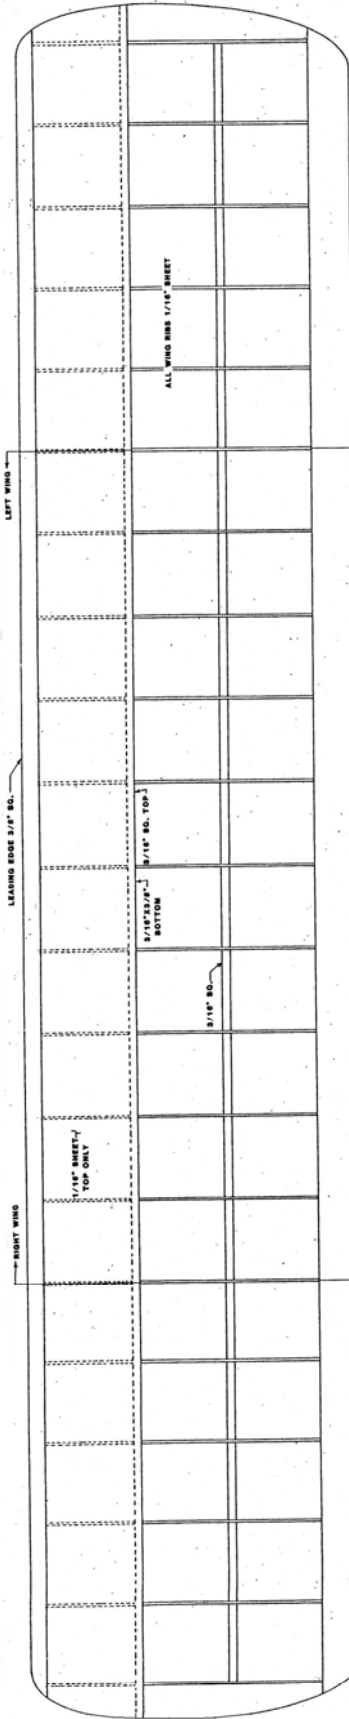 ALL WING RIBS 1/16" SHEET
LEFT WING
LEADING EDGE 3/8" SQ.
3/16" SQ. TOP
3/16"X3/8"
BOTTOM
3/16" SQ.
1/16" SHEET
TOP ONLY
RIGHT WING